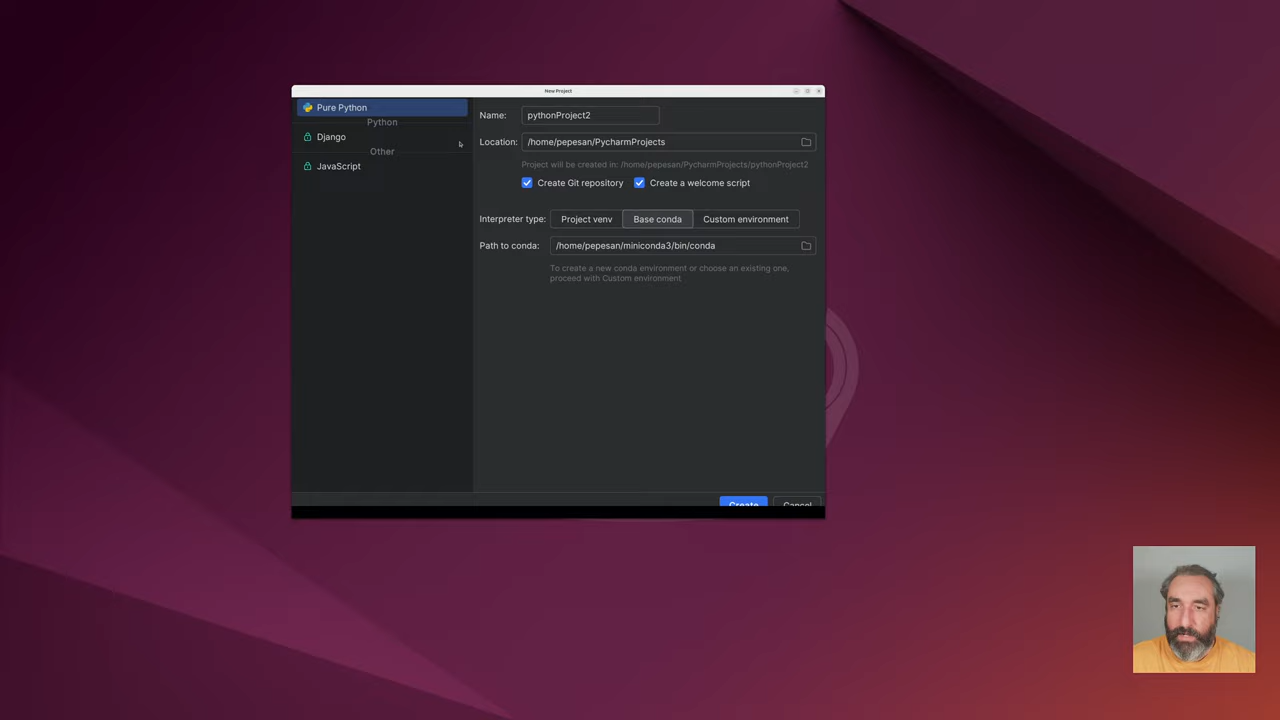 New Project
Pure Python
Python
Django
Other
JavaScript
Name: pythonProject2
Location: /home/pepesan/PycharmProjects
Project will be created in: /home/pepesan/PycharmProjects/pythonProject2
Create Git repository Create a welcome script
Interpreter type: Project venv Base conda Custom environment
Path to conda: /home/pepesan/miniconda3/bin/conda
To create a new conda environment or choose an existing one,
proceed with Custom environment
Create Cancel